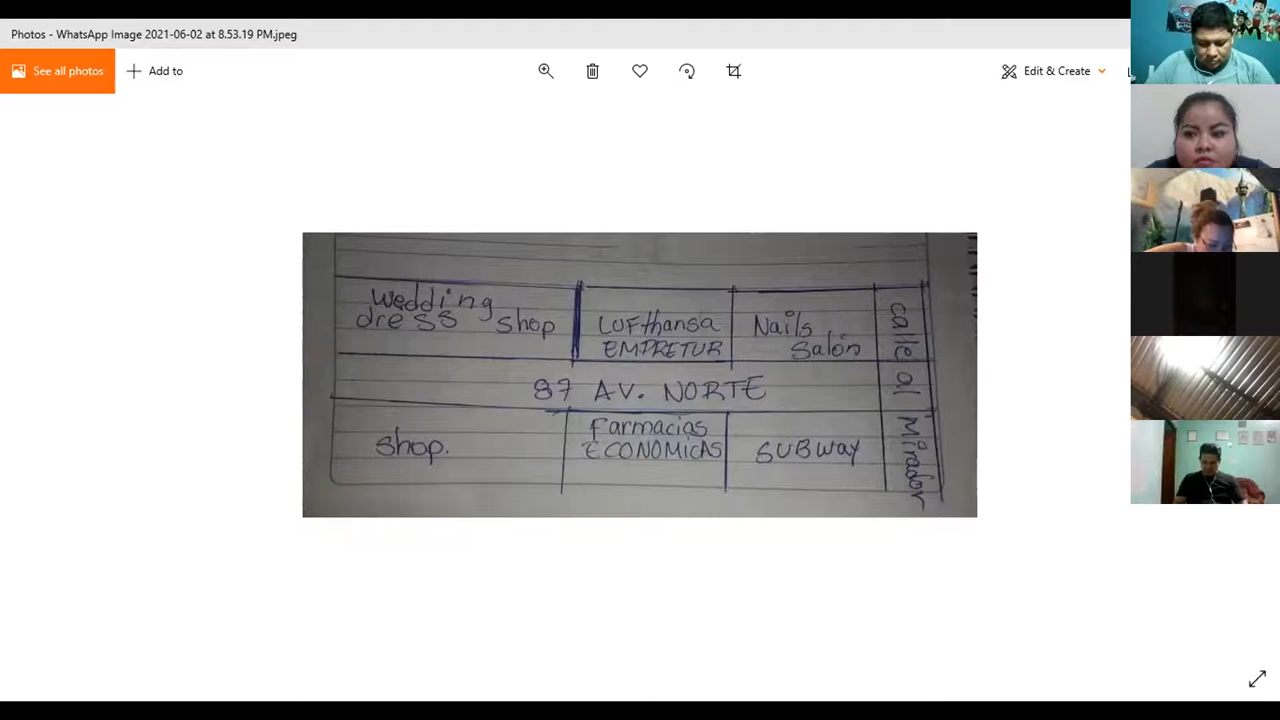 Photos - WhatsApp Image 2021-06-02 at 8.53.19 PM.jpeg
See all photos
Add to
Edit & Create
wedding
dress shop
LUFthansa
EMPRETUR
Nails
Salón
calle al Mirador
87 AV. NORTE
shop.
Farmacias
ECONOMICAS
SUBWay